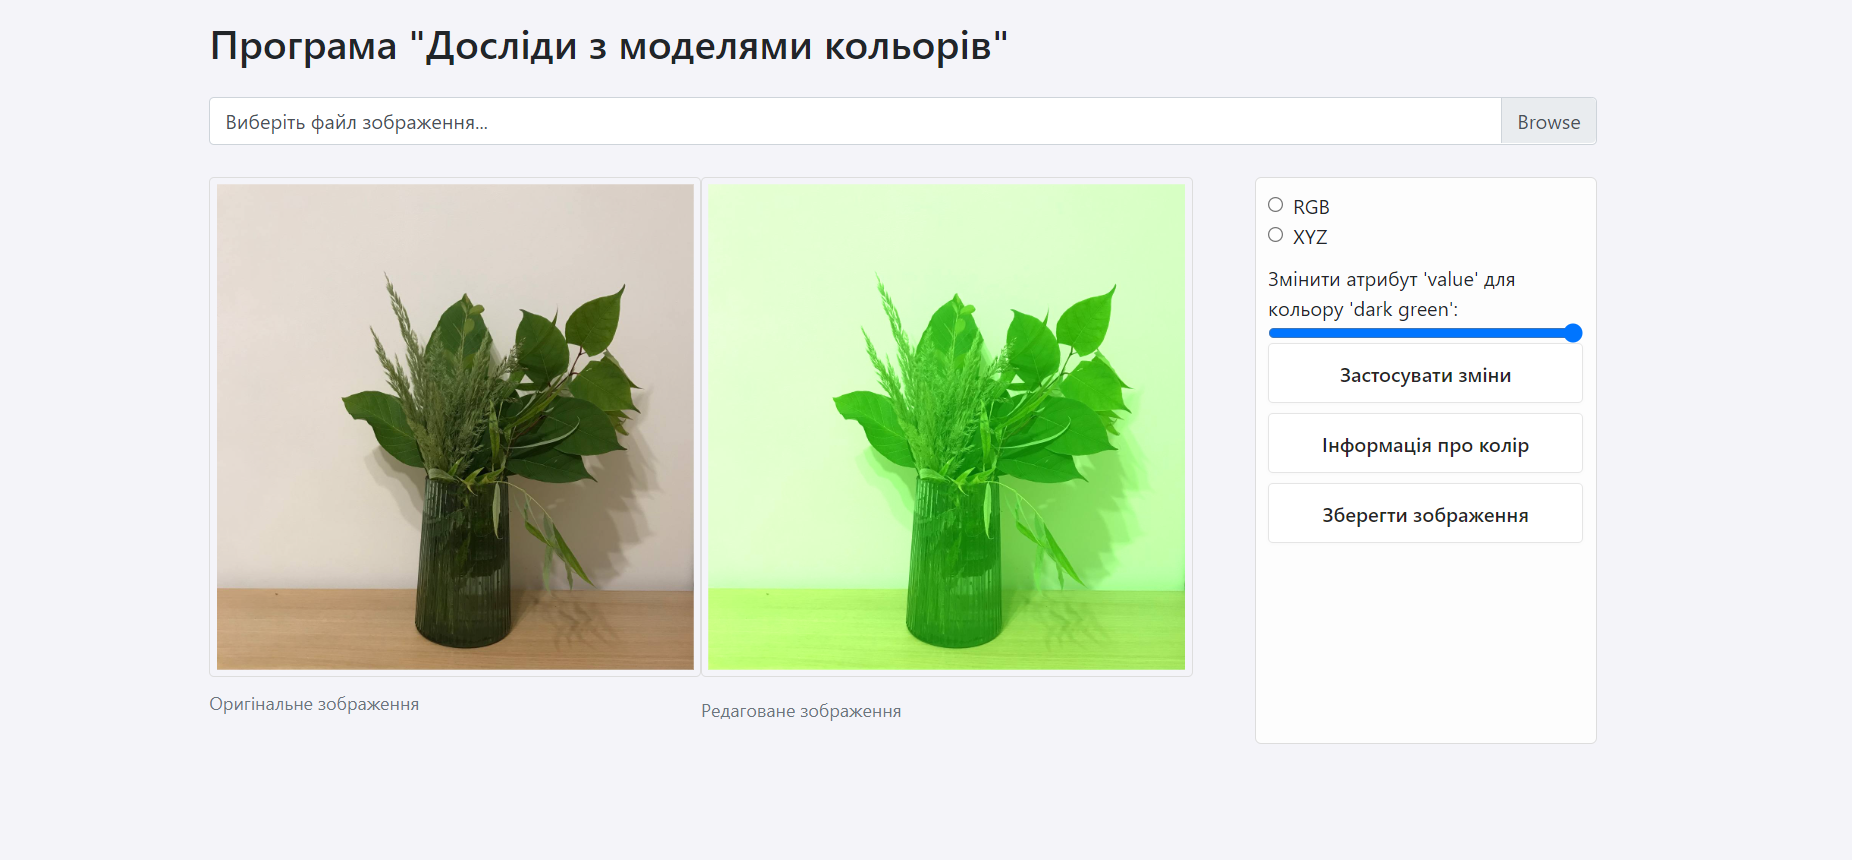 Програма "Досліди з моделями кольорів"
Виберіть файл зображення...
Browse
RGB
XYZ
Змінити атрибут 'value' для
кольору 'dark green':
Застосувати зміни
Інформація про колір
Зберегти зображення
Оригінальне зображення
Редаговане зображення